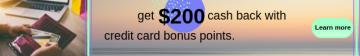 get $200 cash back with
credit card bonus points.
Learn more